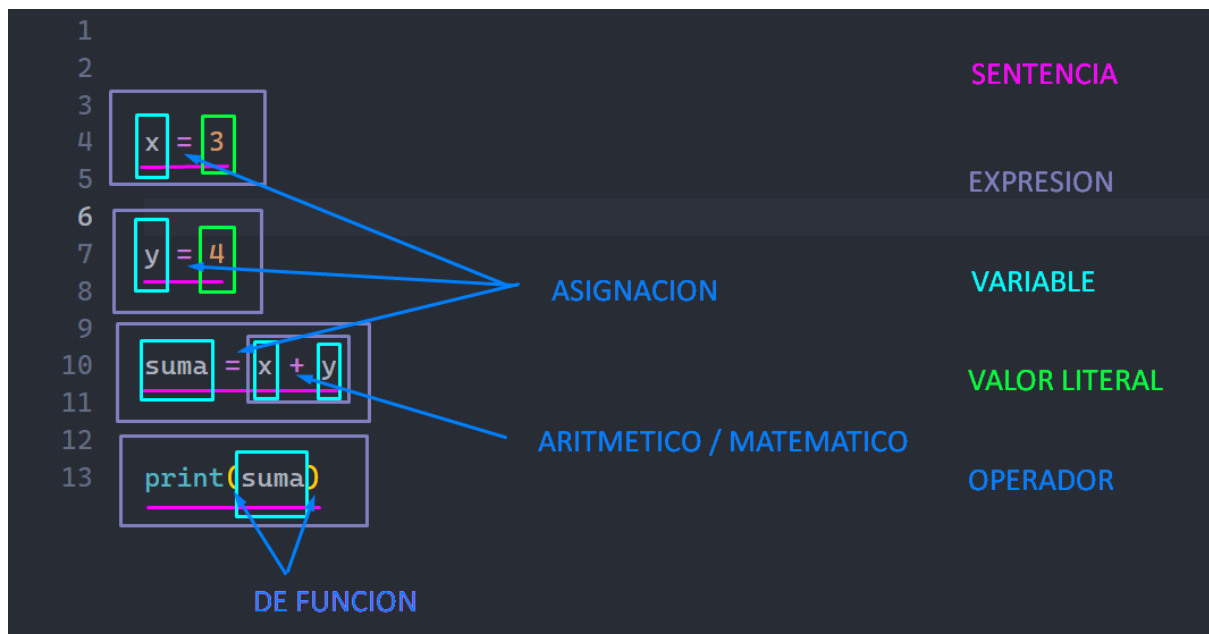 1
2
SENTENCIA
3
4 x = 3
5
EXPRESION
6
7 y = 4
8
ASIGNACION
VARIABLE
9
10 suma = x + y
11
VALOR LITERAL
12
ARITMETICO / MATEMATICO
13 print(suma)
OPERADOR
DE FUNCION